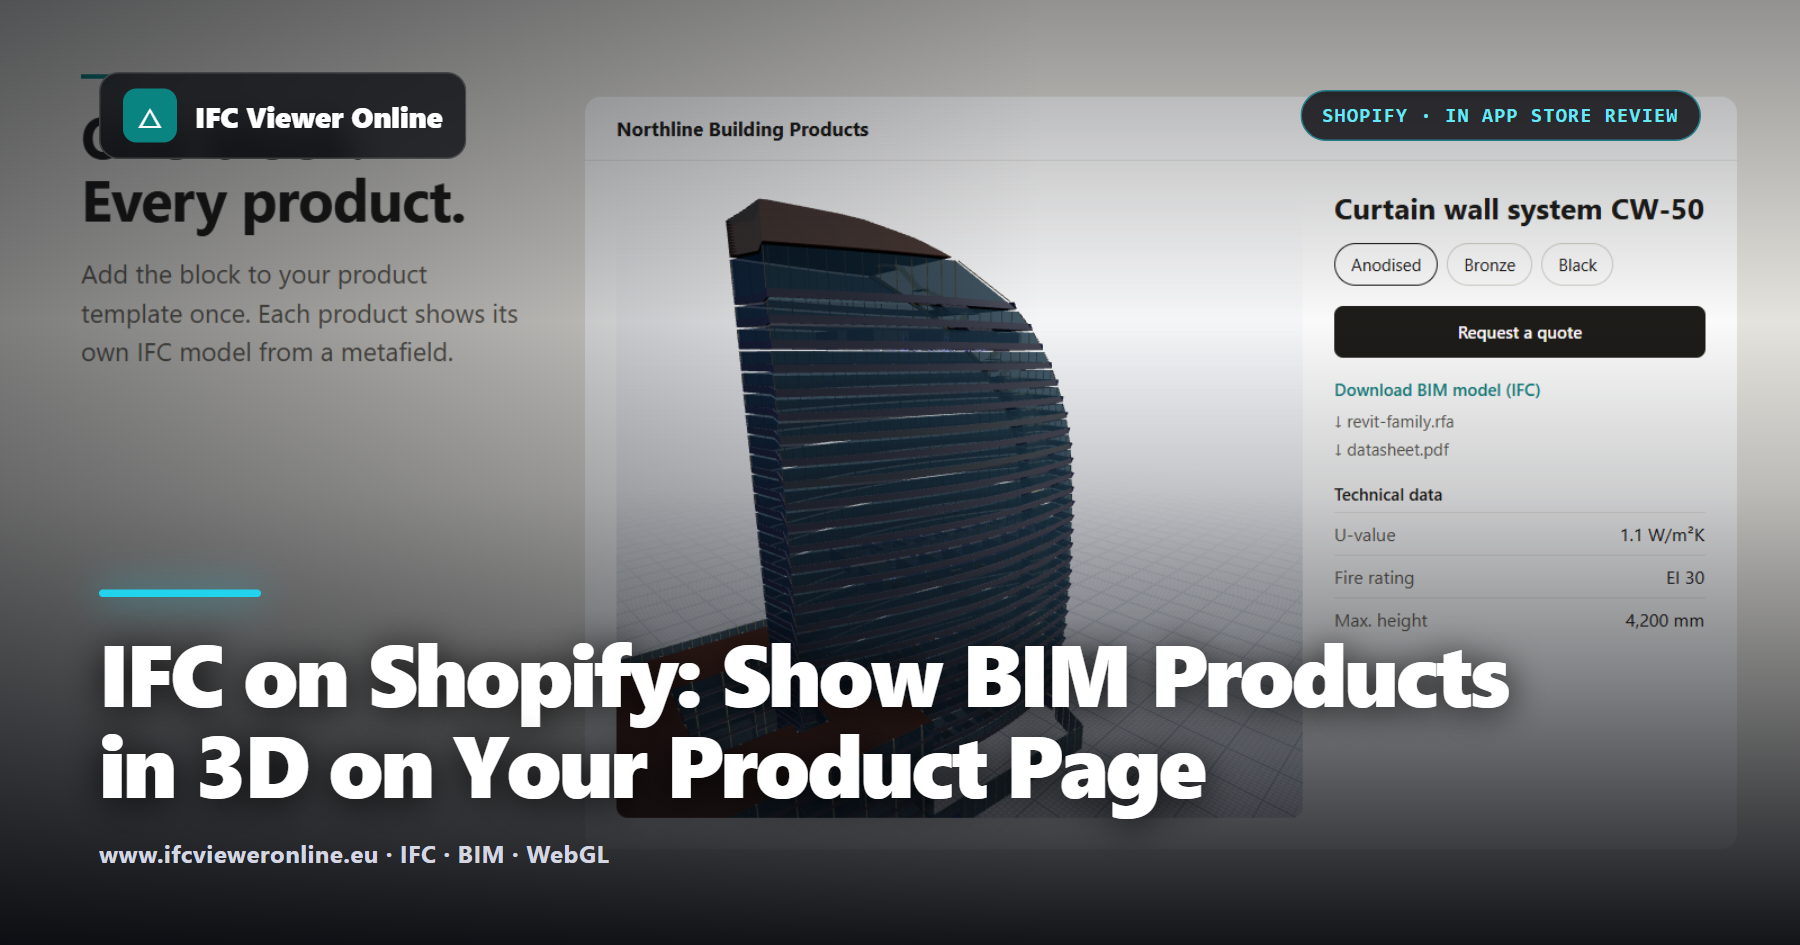 IFC Viewer Online
SHOPIFY · IN APP STORE REVIEW
Every product.
Add the block to your product
template once. Each product shows its
own IFC model from a metafield.
Northline Building Products
Curtain wall system CW-50
Anodised
Bronze
Black
Request a quote
Download BIM model (IFC)
↓ revit-family.rfa
↓ datasheet.pdf
Technical data
U-value 1.1 W/m²K
Fire rating EI 30
Max. height 4,200 mm
IFC on Shopify: Show BIM Products
in 3D on Your Product Page
www.ifcvieweronline.eu · IFC · BIM · WebGL